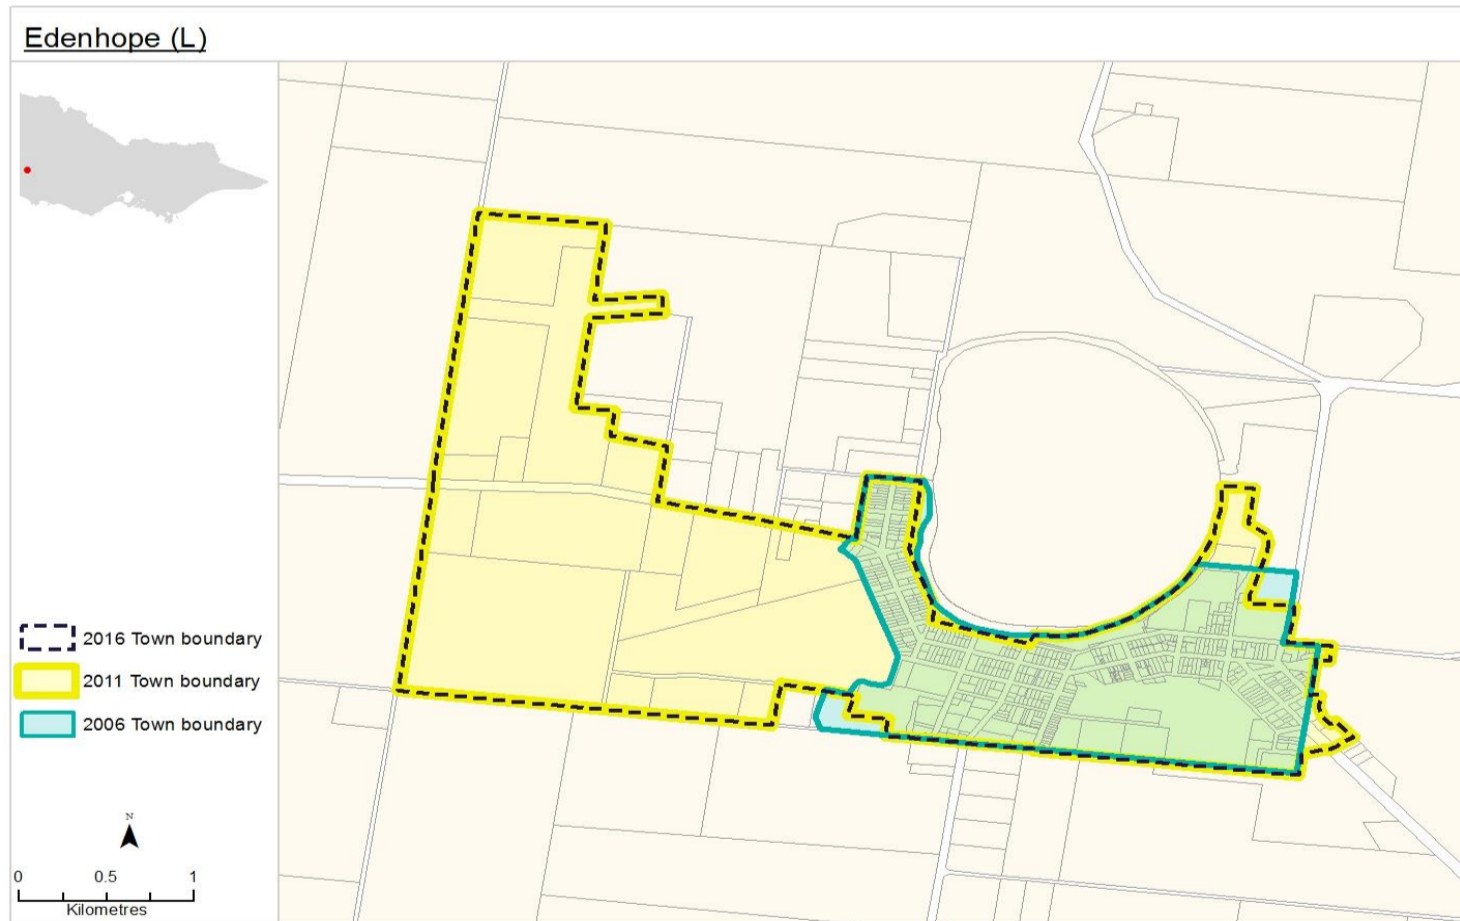 Edenhope (L)
2016 Town boundary
2011 Town boundary
2006 Town boundary
N
0 0.5 1
Kilometres